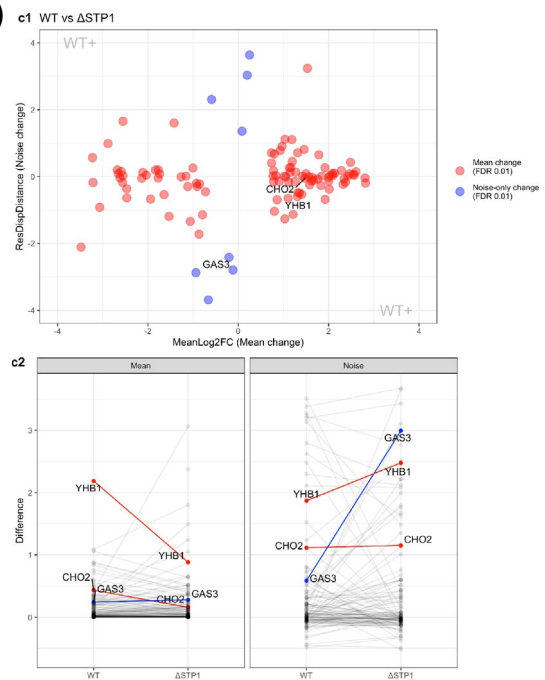 c1 WT vs ΔSTP1
WT+
4
2
0
-2
-4
ResDispDistance (Noise change)
CHO2
YHB1
GAS3
WT+
-4
-2
0
2
4
MeanLog2FC (Mean change)
Mean change
(FDR 0.01)
Noise-only change
(FDR 0.01)
c2
Mean
Noise
3
2
1
0
Difference
YHB1
YHB1
CHO2
GAS3
CHO2
GAS3
WT
ΔSTP1
GAS3
YHB1
YHB1
CHO2
CHO2
GAS3
WT
ΔSTP1